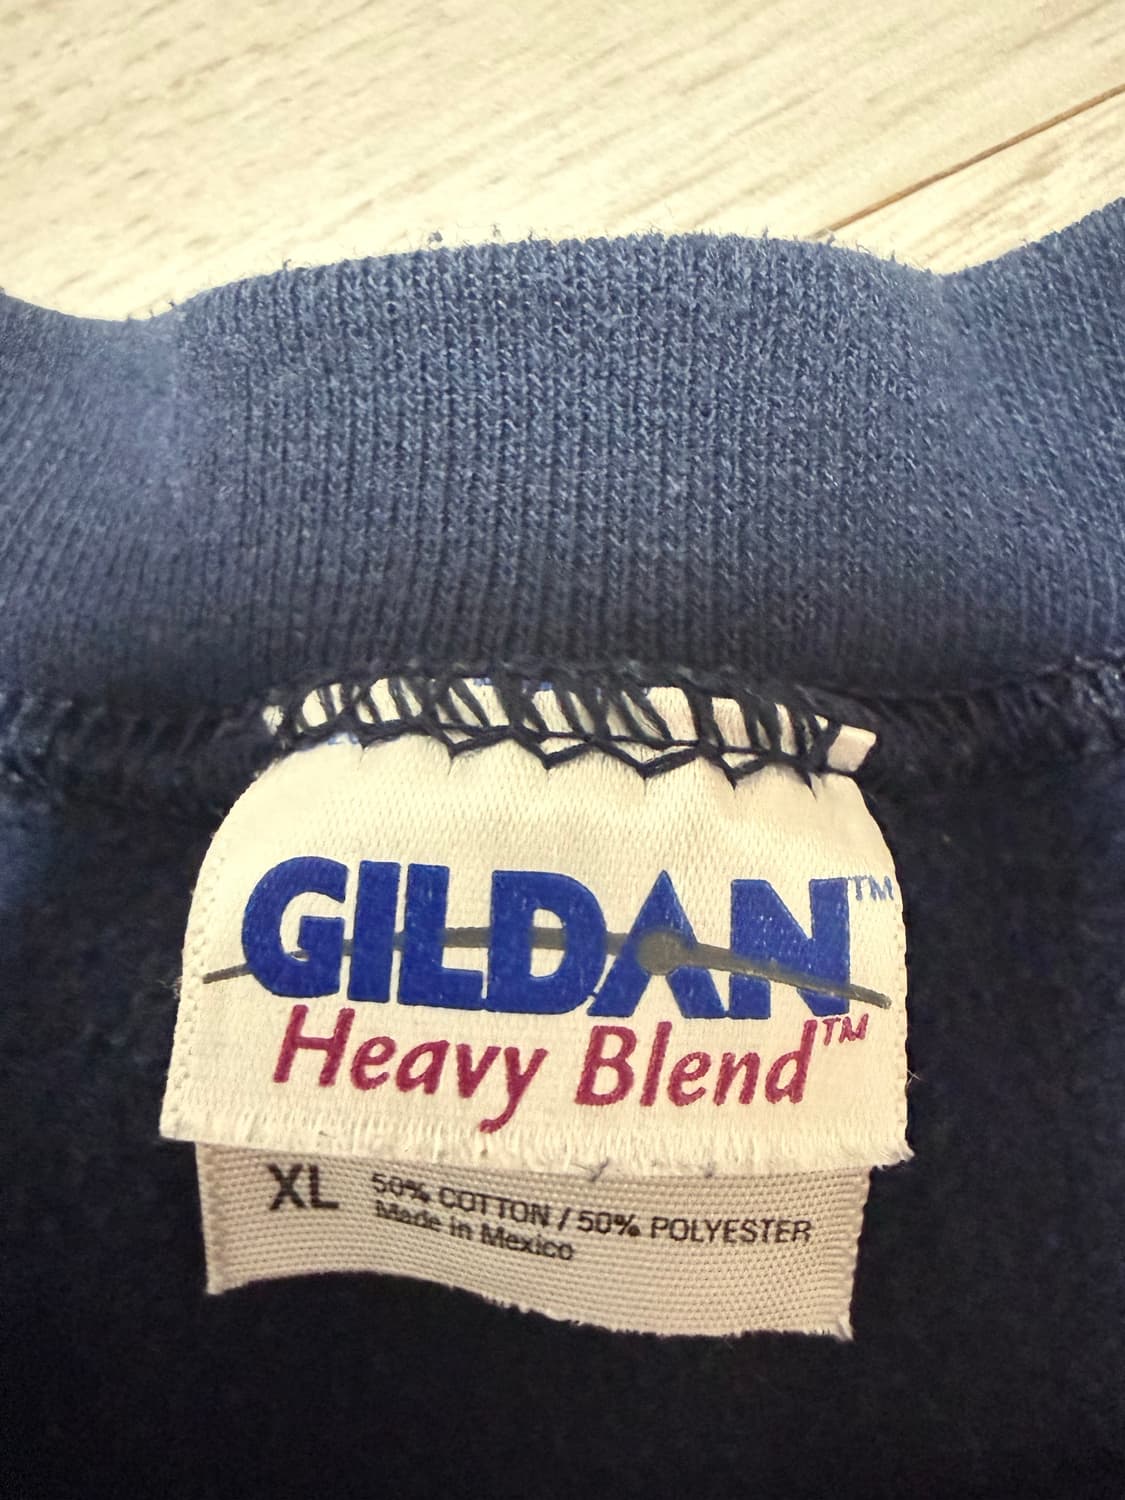 GILDAN™
Heavy Blend™
XL
50% COTTON / 50% POLYESTER
Made in Mexico